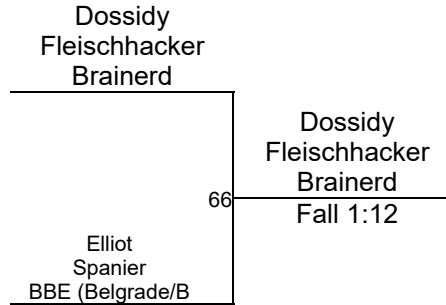 Dossidy
Fleischhacker
Brainerd
Dossidy
Fleischhacker
Brainerd
66
Fall 1:12
Elliot
Spanier
BBE (Belgrade/B